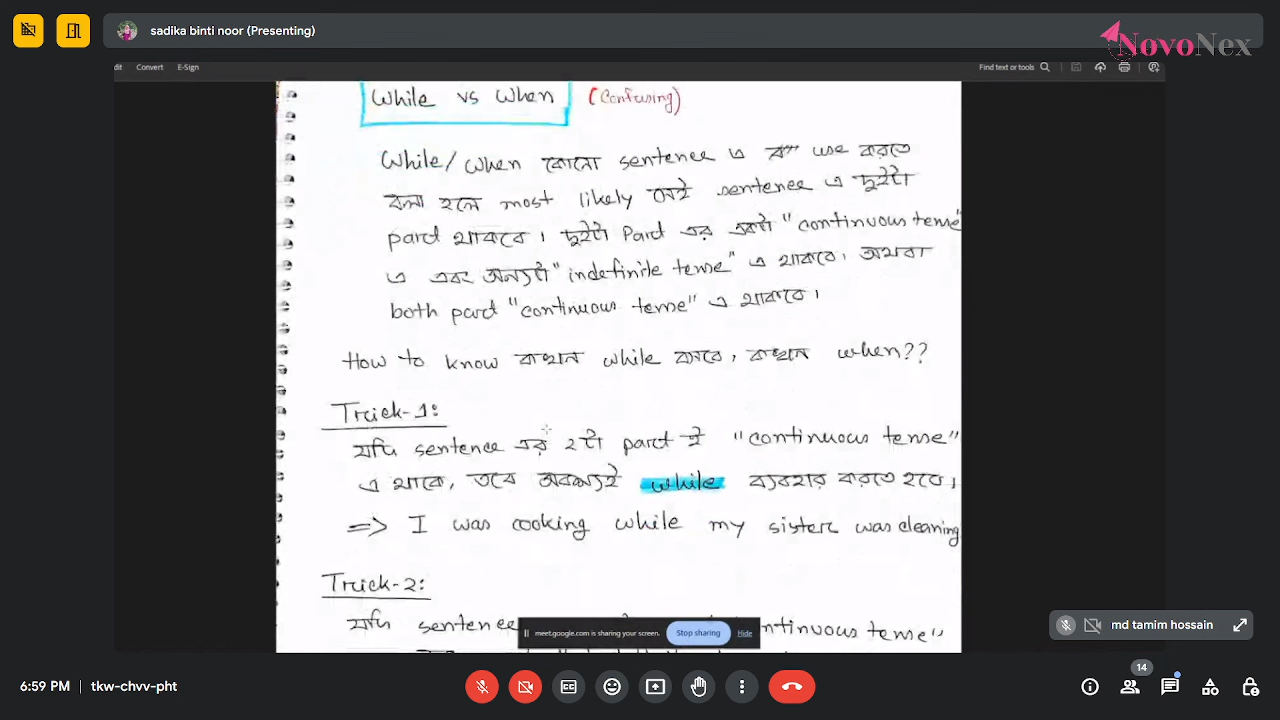 sadika binti noor (Presenting)
NovoNex
dit Convert E-Sign Find text or tools
While vs When (Confusing)
While/When কোনো sentence এ use করতে
বলা হলে most likely সেই sentence এ দুইটা
part থাকবে। দুইটা Part এর একটা "continuous tense"
এ এবং অন্যটা "indefinite tense" এ থাকবে। অথবা
both part "continuous tense" এ থাকবে।
How to know কখন while বসবে, কখন when??
Trick-1:
যদি sentence এর ২টা part ই "continuous tense"
এ থাকে, তবে অবশ্যই while ব্যবহার করতে হবে।
=> I was cooking while my sister was cleaning
Trick-2:
যদি sentence ntinuous tense"
meet.google.com is sharing your screen. Stop sharing Hide
md tamim hossain
14
6:59 PM tkw-chvv-pht